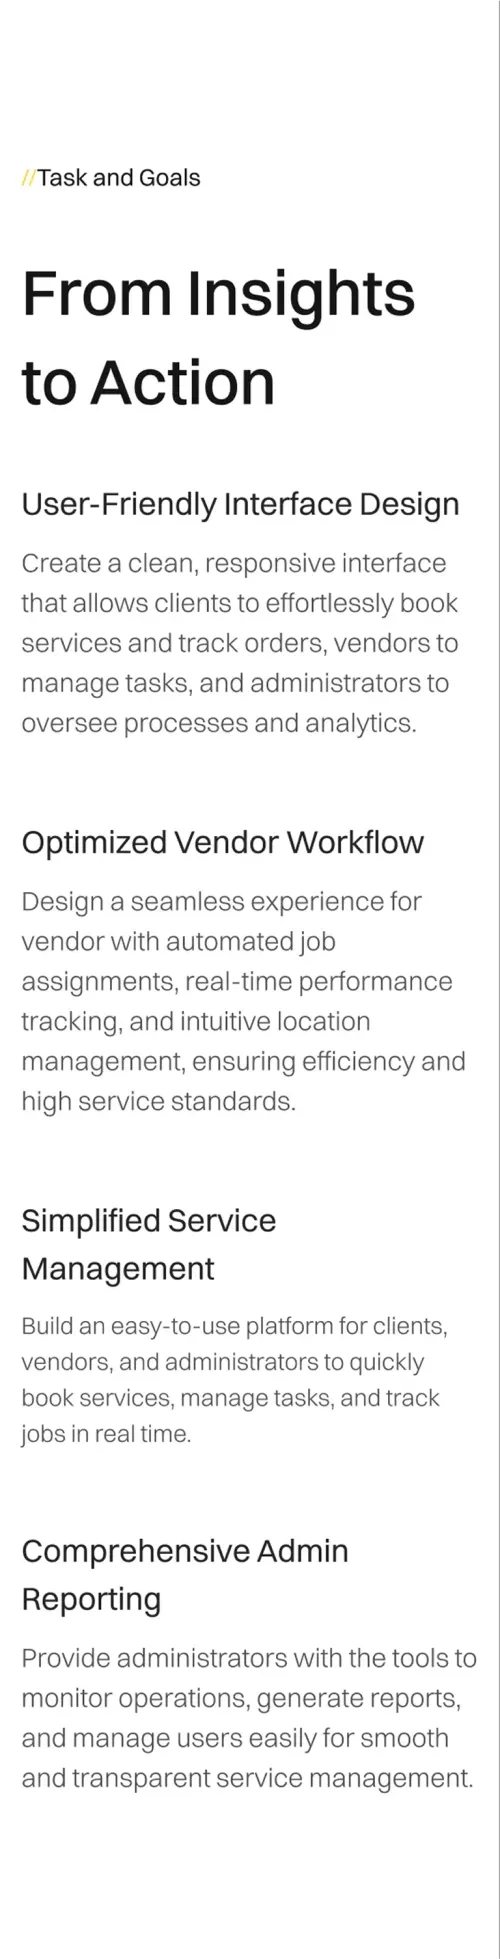 //Task and Goals
From Insights
to Action
User-Friendly Interface Design
Create a clean, responsive interface
that allows clients to effortlessly book
services and track orders, vendors to
manage tasks, and administrators to
oversee processes and analytics.
Optimized Vendor Workflow
Design a seamless experience for
vendor with automated job
assignments, real-time performance
tracking, and intuitive location
management, ensuring efficiency and
high service standards.
Simplified Service
Management
Build an easy-to-use platform for clients,
vendors, and administrators to quickly
book services, manage tasks, and track
jobs in real time.
Comprehensive Admin
Reporting
Provide administrators with the tools to
monitor operations, generate reports,
and manage users easily for smooth
and transparent service management.